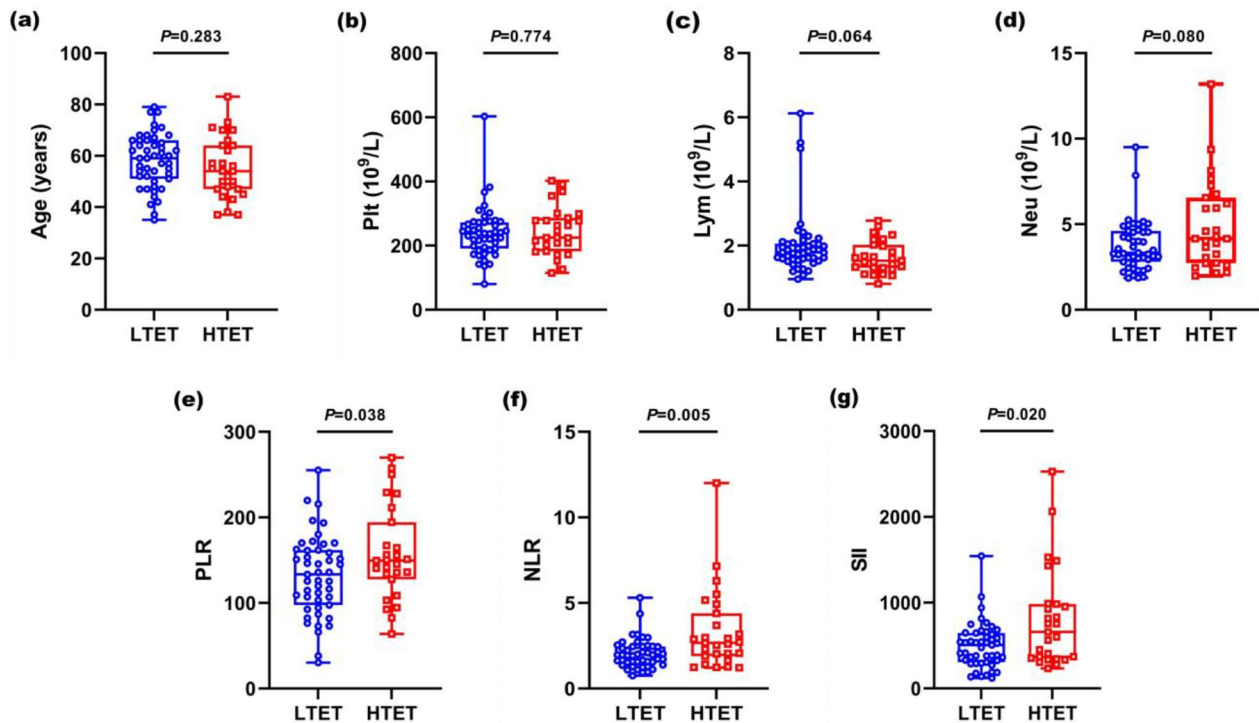 (a)
P=0.283
Age (years)
100
80
60
40
20
0
LTET HTET
(b)
P=0.774
Plt (10⁹/L)
800
600
400
200
0
LTET HTET
(c)
P=0.064
Lym (10⁹/L)
8
6
4
2
0
LTET HTET
(d)
P=0.080
Neu (10⁹/L)
15
10
5
0
LTET HTET
(e)
P=0.038
PLR
300
200
100
0
LTET HTET
(f)
P=0.005
NLR
15
10
5
0
LTET HTET
(g)
P=0.020
SII
3000
2000
1000
0
LTET HTET